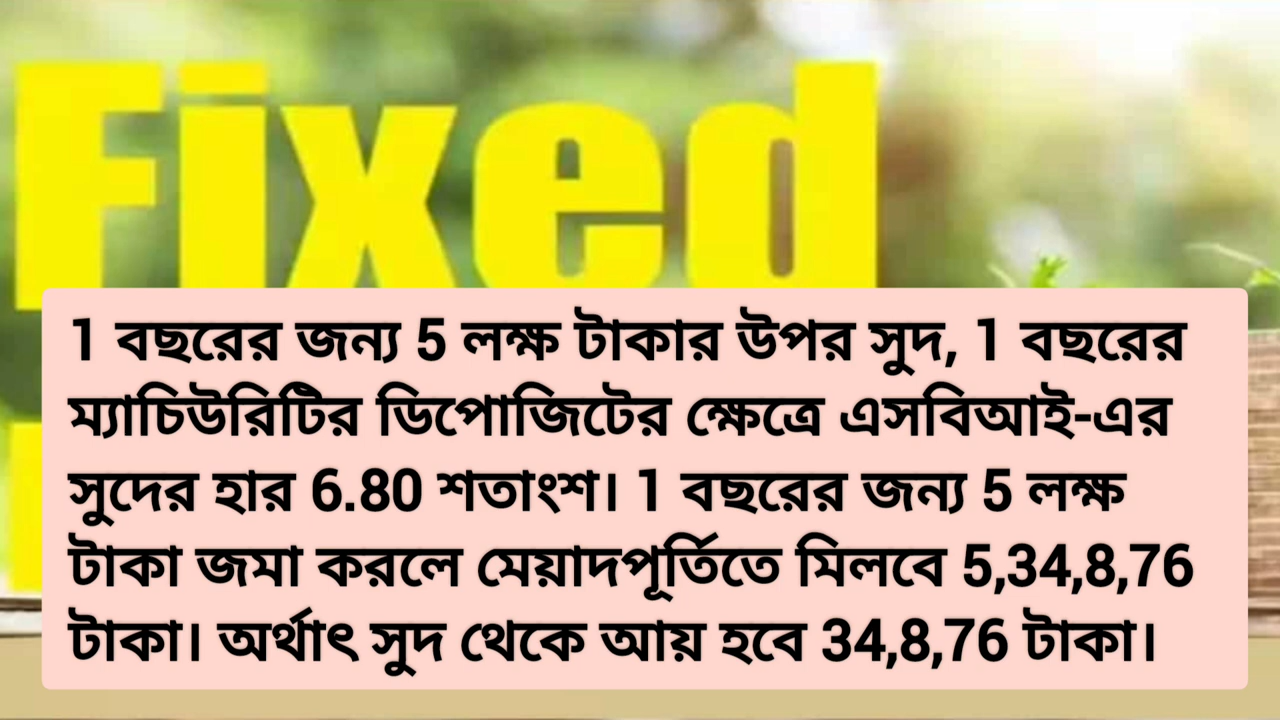 Fixed
1 বছরের জন্য 5 লক্ষ টাকার উপর সুদ, 1 বছরের
ম্যাচিউরিটির ডিপোজিটের ক্ষেত্রে এসবিআই-এর
সুদের হার 6.80 শতাংশ। 1 বছরের জন্য 5 লক্ষ
টাকা জমা করলে মেয়াদপূর্তিতে মিলবে 5,34,8,76
টাকা। অর্থাৎ সুদ থেকে আয় হবে 34,8,76 টাকা।